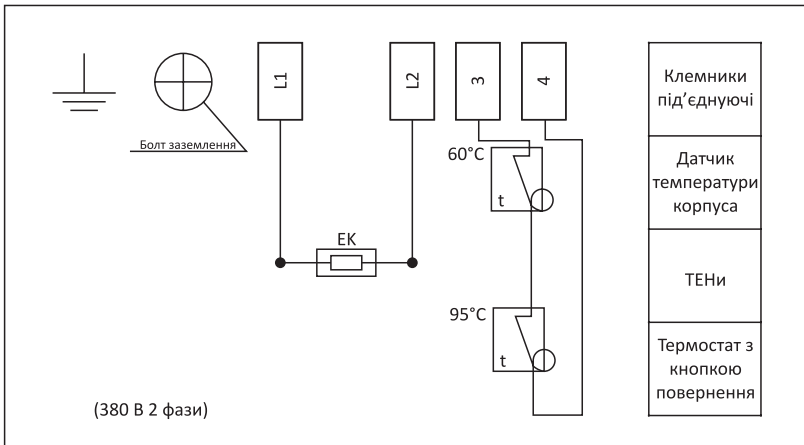 L1
L2
3
4
Клемники
під’єднуючі
Болт заземлення
60°C
t
Датчик
температури
корпуса
EK
ТЕНи
95°C
t
Термостат з
кнопкою
повернення
(380 В 2 фази)